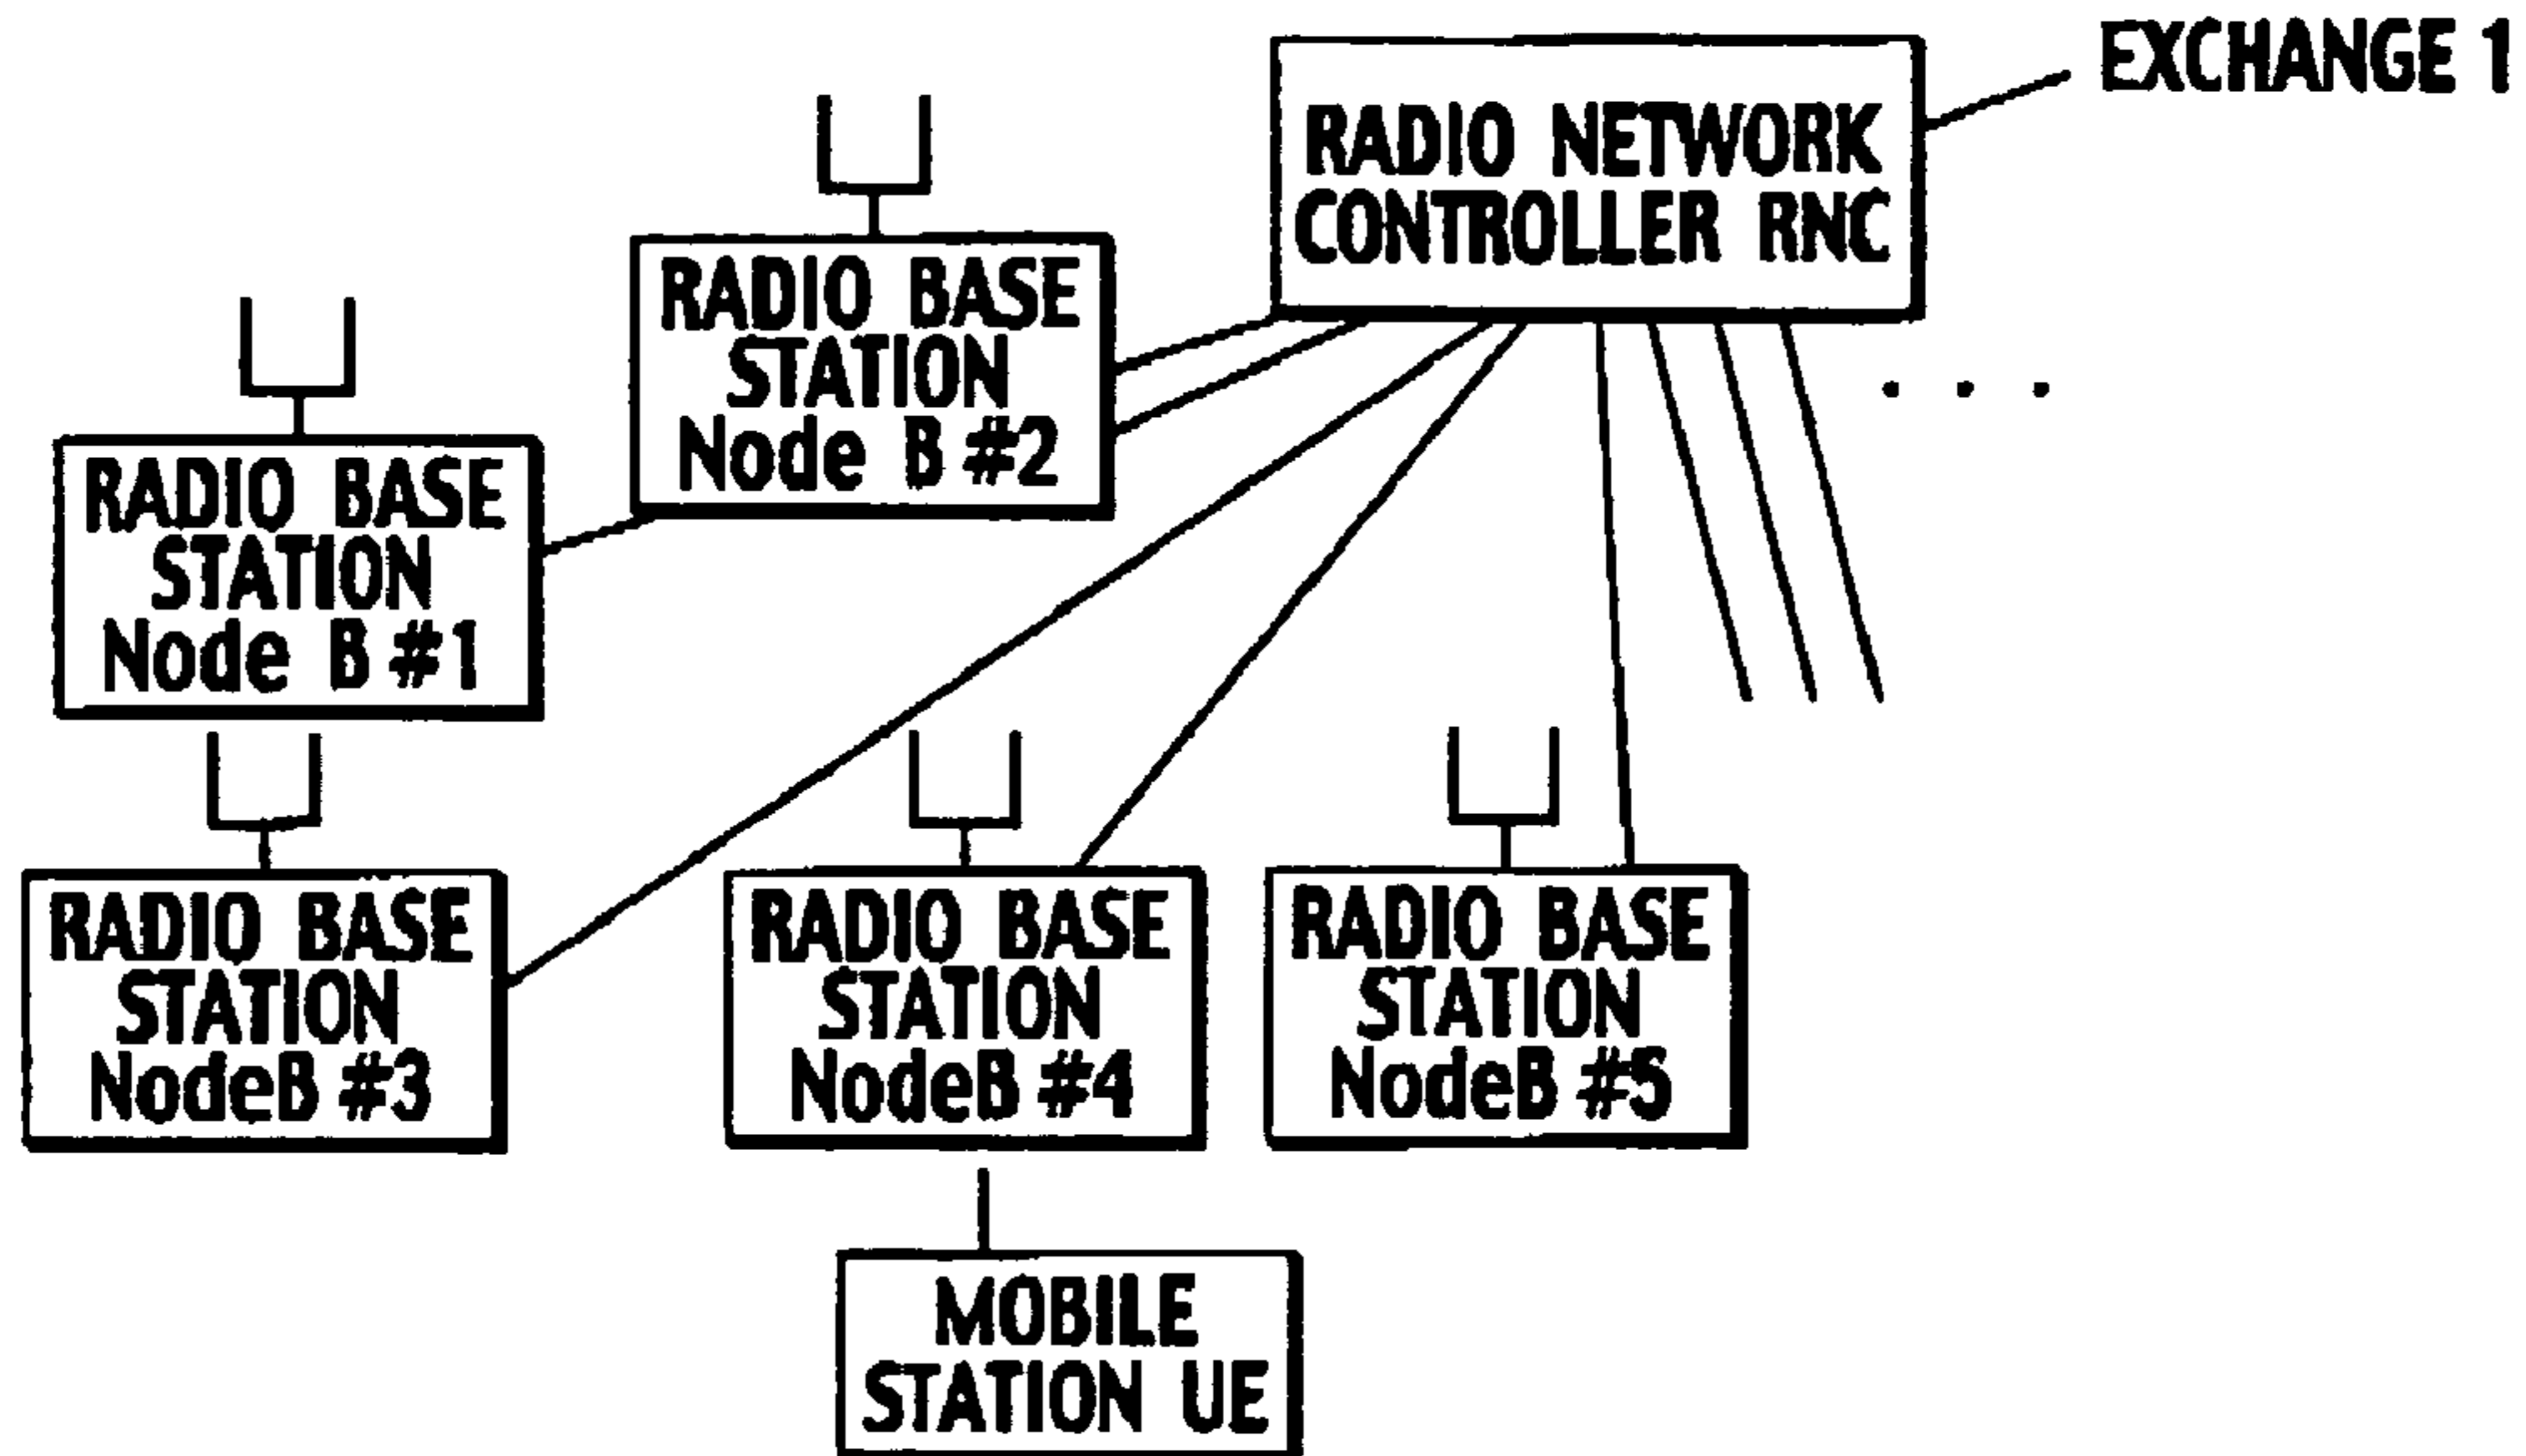 EXCHANGE 1
RADIO NETWORK
CONTROLLER RNC
RADIO BASE
STATION
Node B #2
RADIO BASE
STATION
Node B #1
RADIO BASE
STATION
NodeB #3
RADIO BASE
STATION
NodeB #4
RADIO BASE
STATION
NodeB #5
. . .
MOBILE
STATION UE